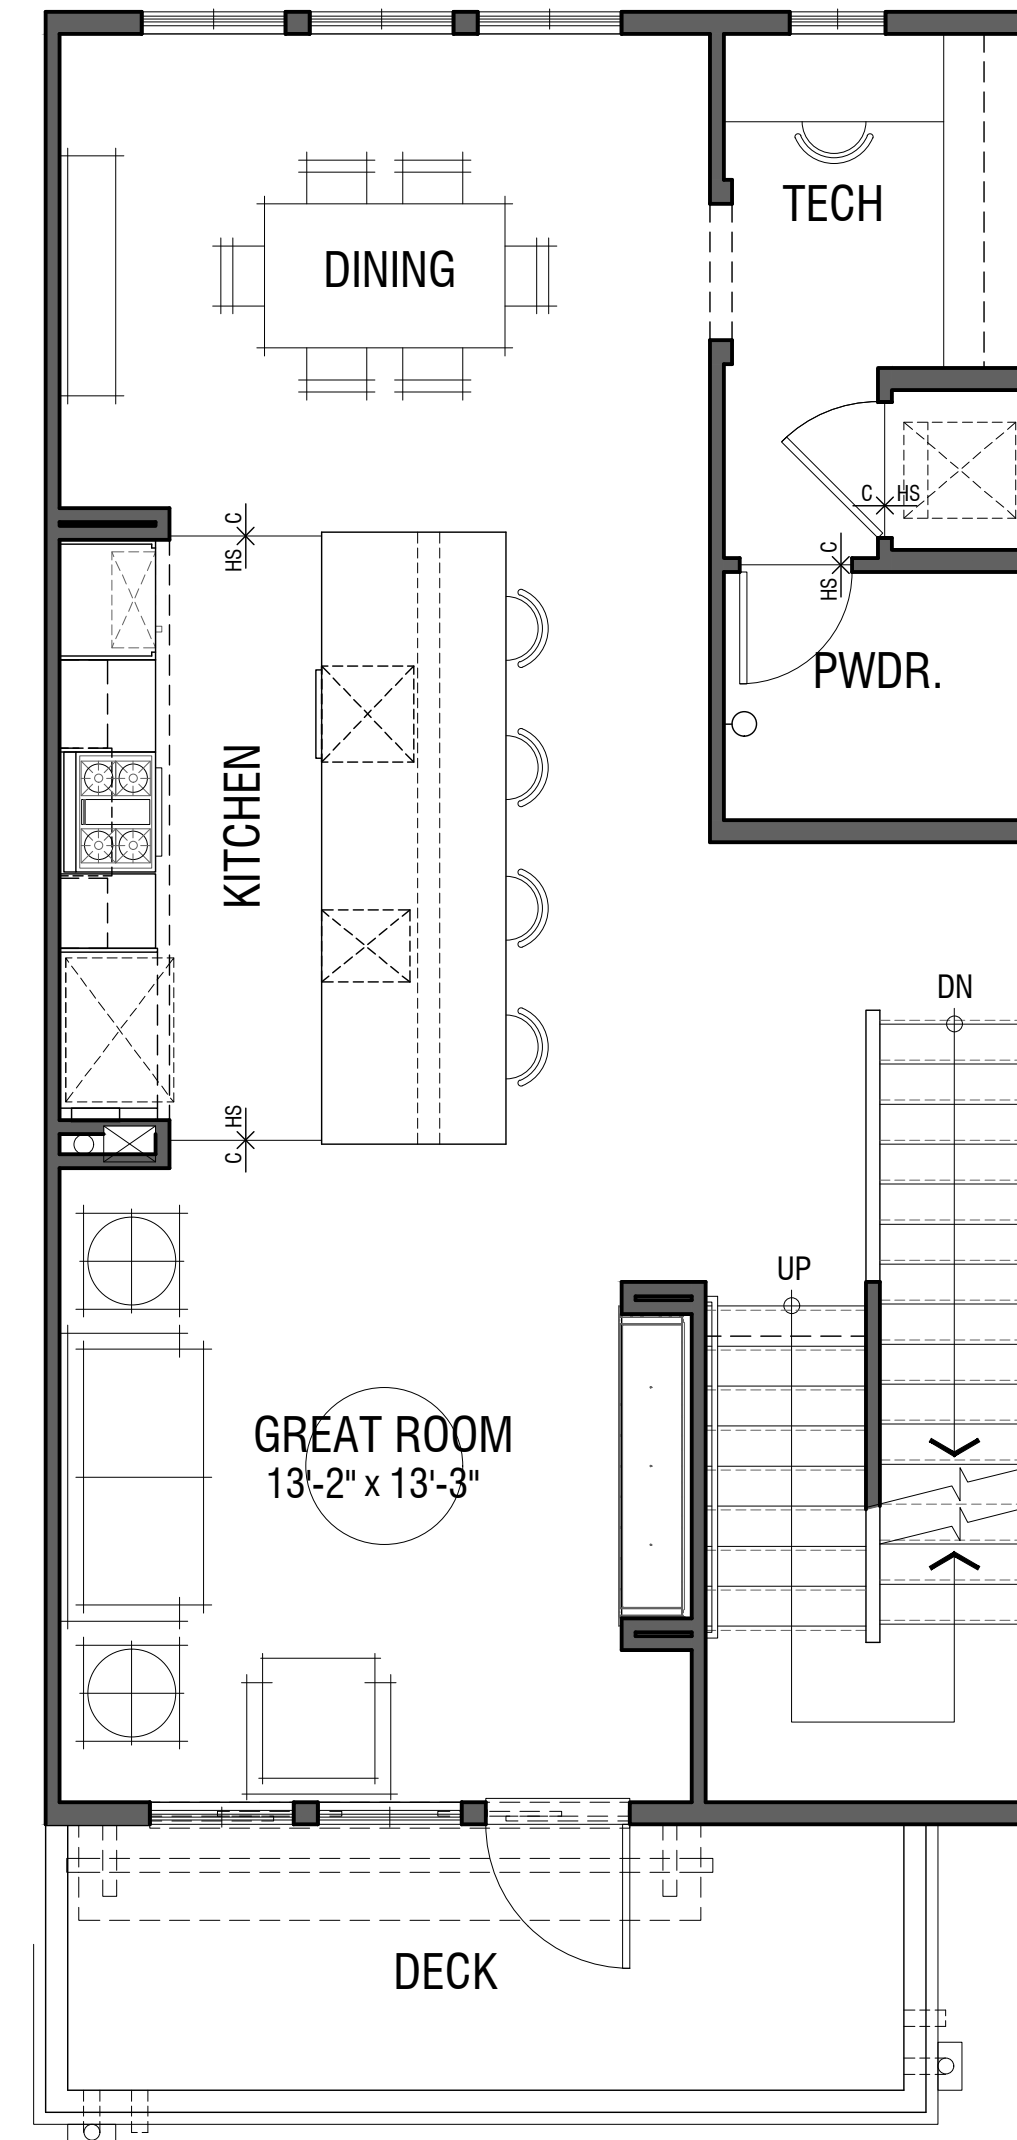 TECH
DINING
C HS
C
HS
C
HS
PWDR.
KITCHEN
DN
HS
C
UP
GREAT ROOM
13'-2" x 13'-3"
DECK